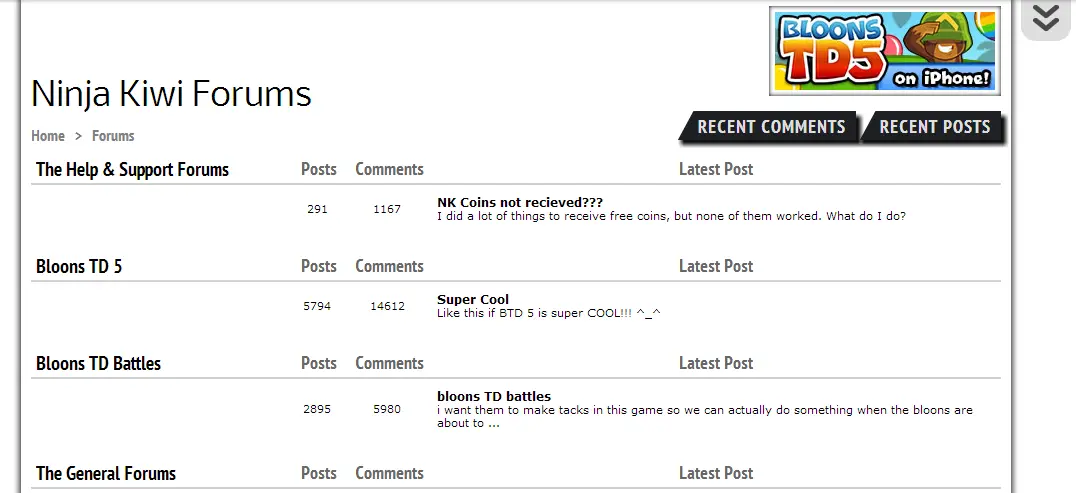 BLOONS
TD5
on iPhone!
Ninja Kiwi Forums
Home > Forums
RECENT COMMENTS RECENT POSTS
The Help & Support Forums Posts Comments Latest Post
291 1167 NK Coins not recieved???
I did a lot of things to receive free coins, but none of them worked. What do I do?
Bloons TD 5 Posts Comments Latest Post
5794 14612 Super Cool
Like this if BTD 5 is super COOL!!! ^_^
Bloons TD Battles Posts Comments Latest Post
2895 5980 bloons TD battles
i want them to make tacks in this game so we can actually do something when the bloons are
about to ...
The General Forums Posts Comments Latest Post